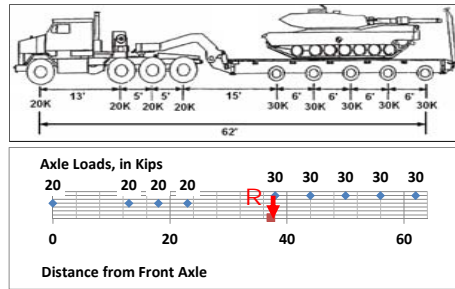 13' 5' 5' 15' 6' 6' 6' 6'
20K 20K 20K 20K 30K 30K 30K 30K 30K
62'
Axle Loads, in Kips
20 20 20 20 30 30 30 30 30
R
0 20 40 60
Distance from Front Axle